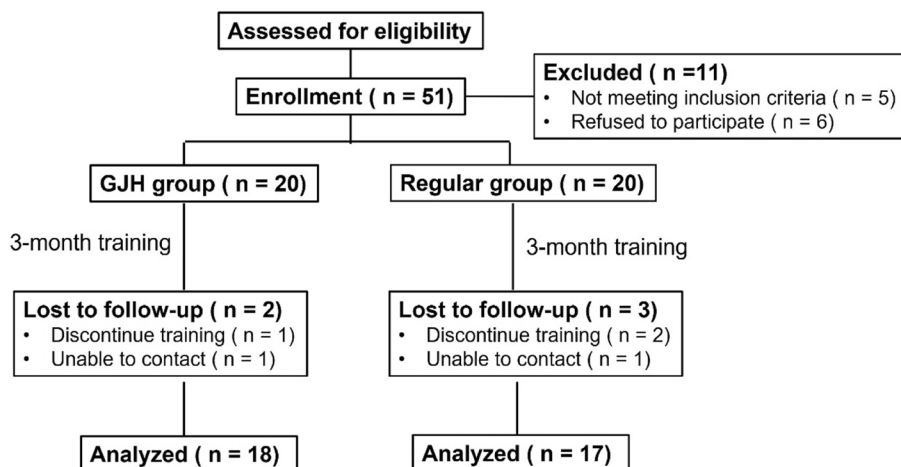 Assessed for eligibility
Enrollment ( n = 51)
Excluded ( n =11)
• Not meeting inclusion criteria ( n = 5)
• Refused to participate ( n = 6)
GJH group ( n = 20)
Regular group ( n = 20)
3-month training
3-month training
Lost to follow-up ( n = 2)
• Discontinue training ( n = 1)
• Unable to contact ( n = 1)
Lost to follow-up ( n = 3)
• Discontinue training ( n = 2)
• Unable to contact ( n = 1)
Analyzed ( n = 18)
Analyzed ( n = 17)